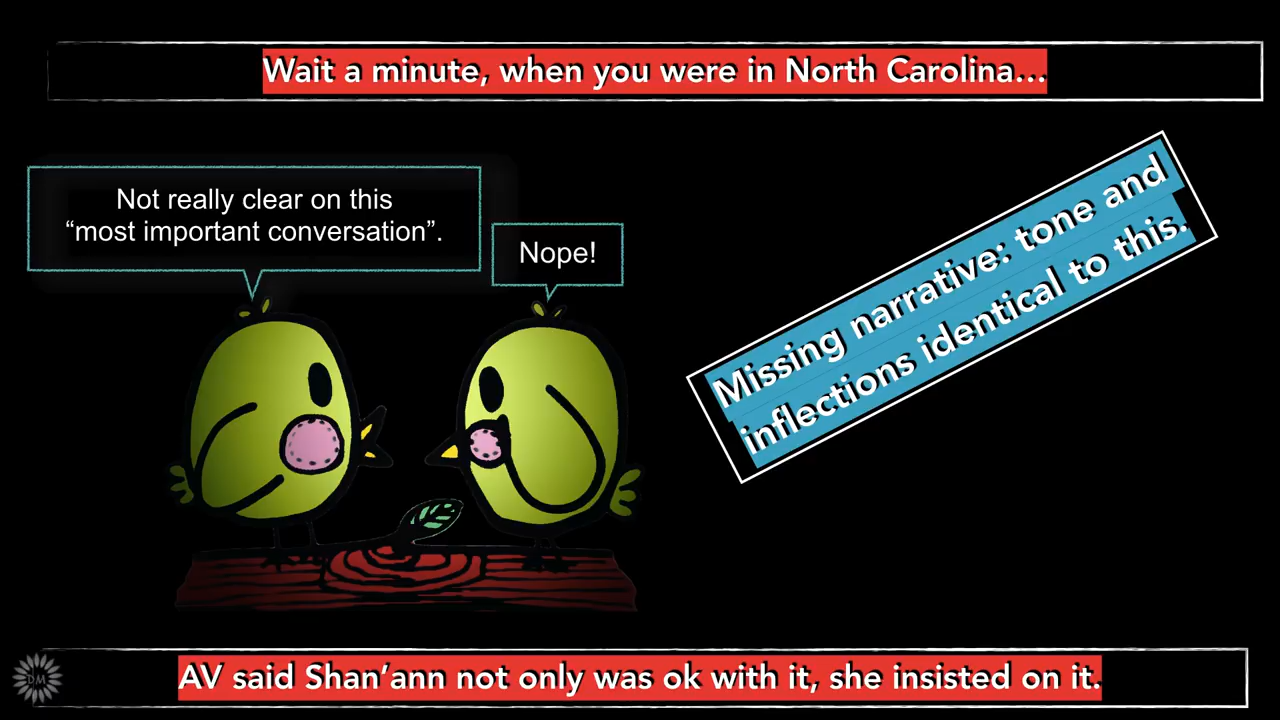 Wait a minute, when you were in North Carolina…
Not really clear on this
“most important conversation”.
Nope!
Missing narrative: tone and
inflections identical to this.
DM
AV said Shan’ann not only was ok with it, she insisted on it.